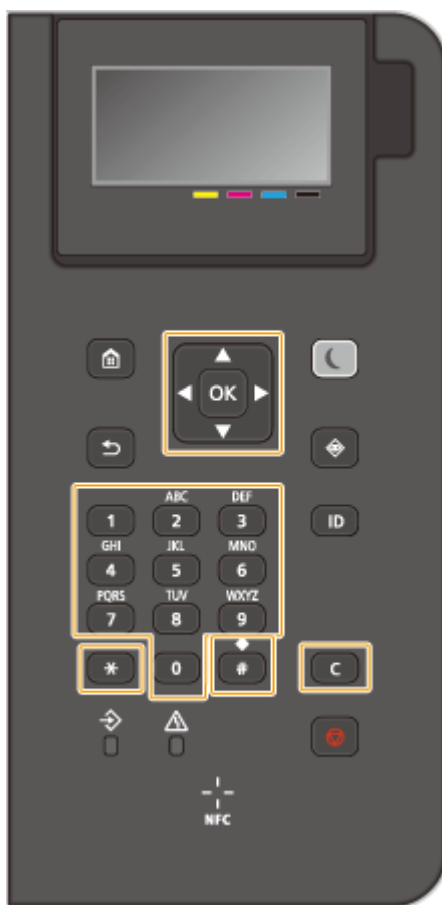 OK
ABC DEF
1 2 3 ID
GHI JKL MNO
4 5 6
PQRS TUV WXYZ
7 8 9
* 0 # C
NFC